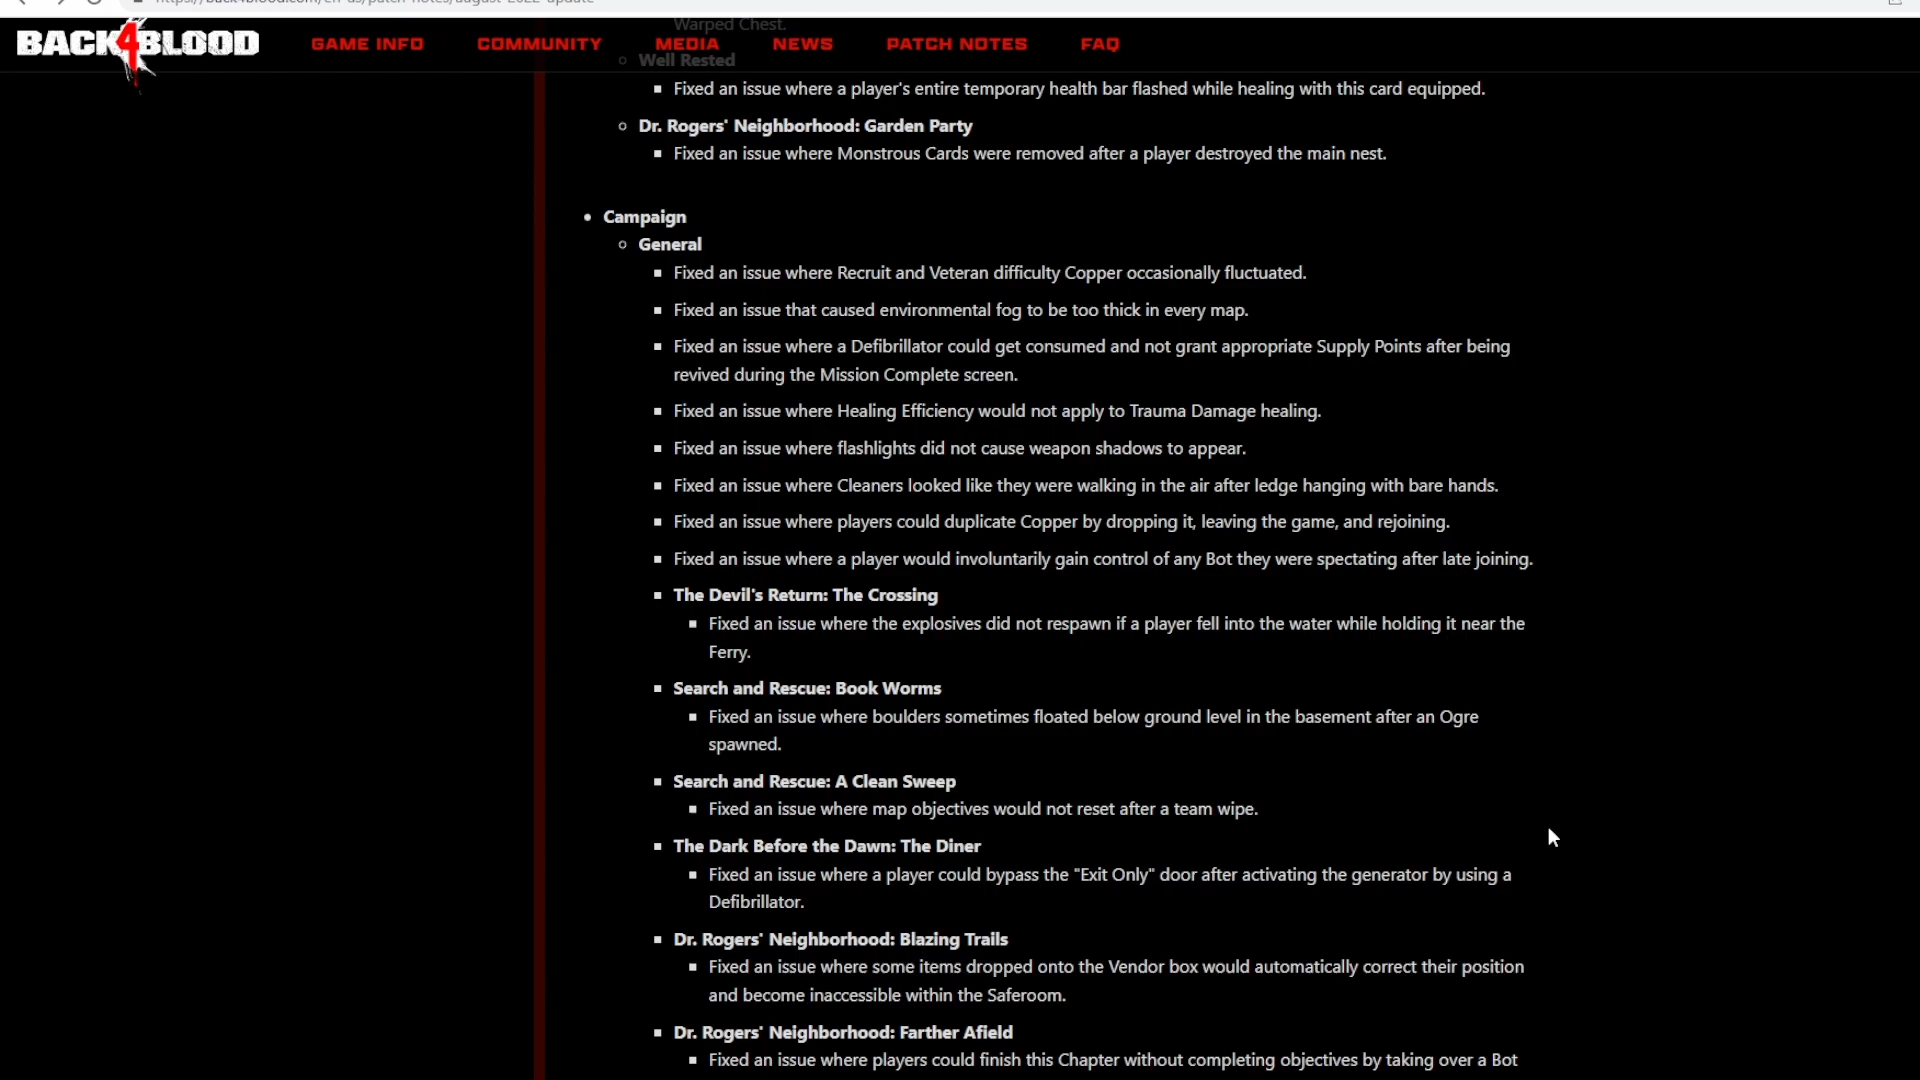 https://back4blood.com/en-us/patch-notes/august-2022-update
Warped Chest.
BACK 4 BLOOD
GAME INFO
COMMUNITY
MEDIA
NEWS
PATCH NOTES
FAQ
Well Rested
Fixed an issue where a player's entire temporary health bar flashed while healing with this card equipped.
Dr. Rogers' Neighborhood: Garden Party
Fixed an issue where Monstrous Cards were removed after a player destroyed the main nest.
Campaign
General
Fixed an issue where Recruit and Veteran difficulty Copper occasionally fluctuated.
Fixed an issue that caused environmental fog to be too thick in every map.
Fixed an issue where a Defibrillator could get consumed and not grant appropriate Supply Points after being
revived during the Mission Complete screen.
Fixed an issue where Healing Efficiency would not apply to Trauma Damage healing.
Fixed an issue where flashlights did not cause weapon shadows to appear.
Fixed an issue where Cleaners looked like they were walking in the air after ledge hanging with bare hands.
Fixed an issue where players could duplicate Copper by dropping it, leaving the game, and rejoining.
Fixed an issue where a player would involuntarily gain control of any Bot they were spectating after late joining.
The Devil's Return: The Crossing
Fixed an issue where the explosives did not respawn if a player fell into the water while holding it near the
Ferry.
Search and Rescue: Book Worms
Fixed an issue where boulders sometimes floated below ground level in the basement after an Ogre
spawned.
Search and Rescue: A Clean Sweep
Fixed an issue where map objectives would not reset after a team wipe.
The Dark Before the Dawn: The Diner
Fixed an issue where a player could bypass the "Exit Only" door after activating the generator by using a
Defibrillator.
Dr. Rogers' Neighborhood: Blazing Trails
Fixed an issue where some items dropped onto the Vendor box would automatically correct their position
and become inaccessible within the Saferoom.
Dr. Rogers' Neighborhood: Farther Afield
Fixed an issue where players could finish this Chapter without completing objectives by taking over a Bot